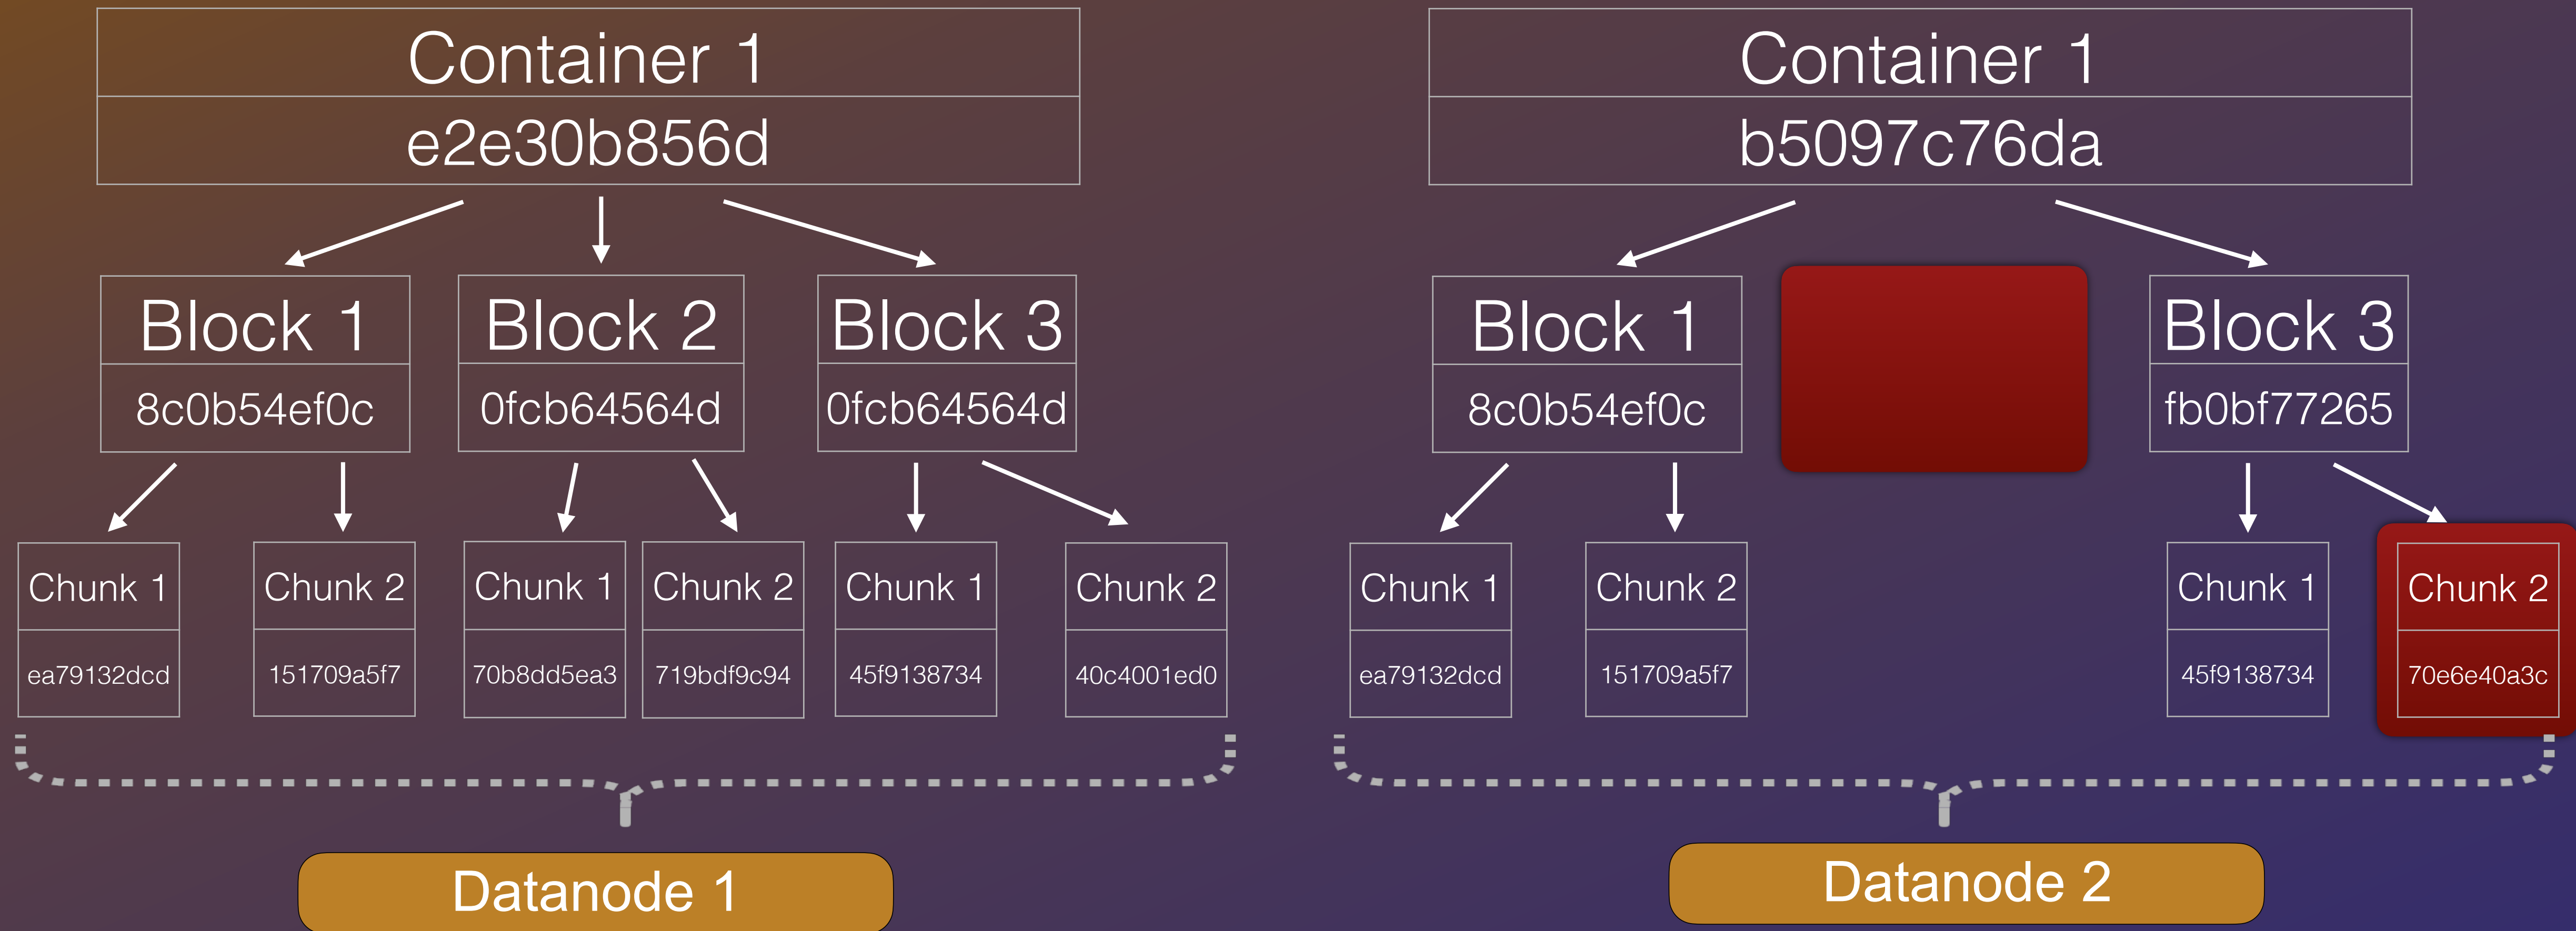 Container 1
e2e30b856d
Block 1
8c0b54ef0c
Block 2
0fcb64564d
Block 3
0fcb64564d
Chunk 1
ea79132dcd
Chunk 2
151709a5f7
Chunk 1
70b8dd5ea3
Chunk 2
719bdf9c94
Chunk 1
45f9138734
Chunk 2
40c4001ed0
Datanode 1
Container 1
b5097c76da
Block 1
8c0b54ef0c
Block 3
fb0bf77265
Chunk 1
ea79132dcd
Chunk 2
151709a5f7
Chunk 1
45f9138734
Chunk 2
70e6e40a3c
Datanode 2